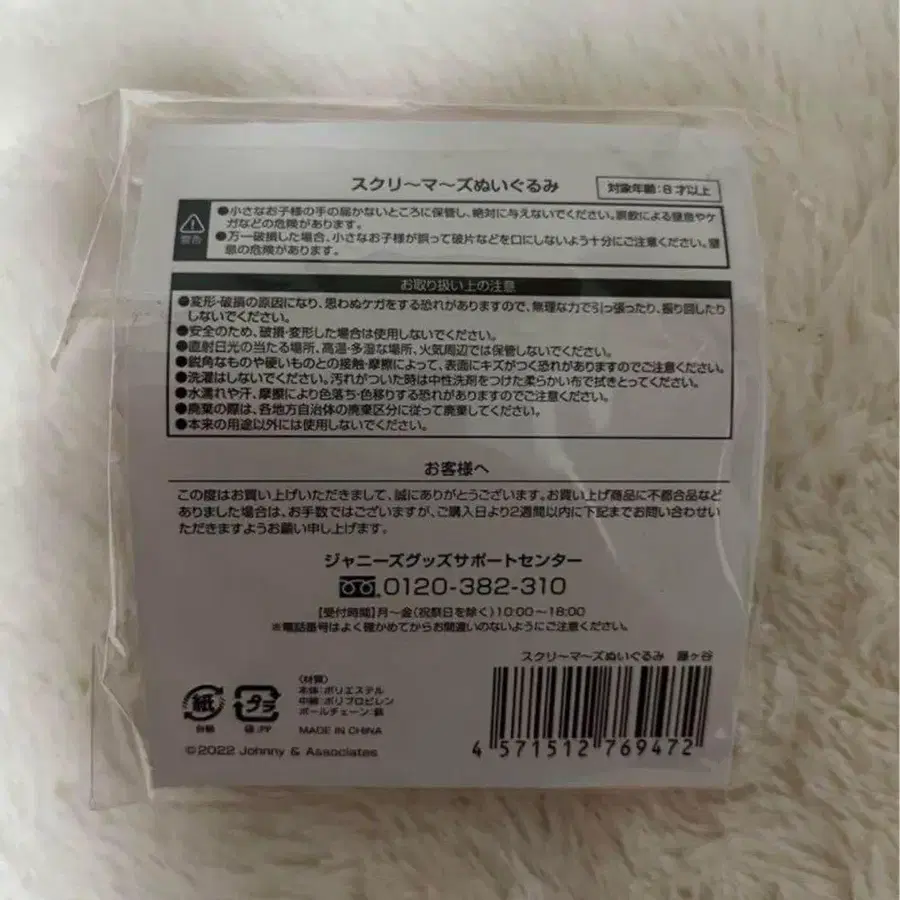 スクリ〜マ〜ズぬいぐるみ
対象年齢:8才以上
警告
●小さなお子様の手の届かないところに保管し、絶対に与えないでください。誤飲による窒息やケ
ガなどの危険があります。
●万一破損した場合、小さなお子様が誤って破片などを口にしないよう十分にご注意ください。窒
息の危険があります。
お取り扱い上の注意
●変形・破損の原因になり、思わぬケガをする恐れがありますので、無理な力で引っ張ったり、振り回したり
しないでください。
●安全のため、破損・変形した場合は使用しないでください。
●直射日光の当たる場所、高温・多湿な場所、火気周辺では保管しないでください。
●鋭角なものや硬いものとの接触・摩擦によって、表面にキズがつく恐れがありますのでご注意ください。
●洗濯はしないでください。汚れがついた時は中性洗剤をつけた柔らかい布で拭きとってください。
●水濡れや汗、摩擦により色落ち・色移りする恐れがありますのでご注意ください。
●廃棄の際は、各地方自治体の廃棄区分に従って廃棄してください。
●本来の用途以外には使用しないでください。
お客様へ
この度はお買い上げいただきまして、誠にありがとうございます。お買い上げ商品に不都合品など
ありました場合は、お手数ではございますが、ご購入日より2週間以内に下記までお問い合わせい
ただきますようお願い申し上げます。
ジャニーズグッズサポートセンター
0120-382-310
【受付時間】月〜金(祝祭日を除く)10:00〜18:00
※電話番号はよく確かめてからお間違いのないようにご注意ください。
スクリ〜マ〜ズぬいぐるみ 藤ヶ谷
紙
プラ
台紙
袋:PP
〈材質〉
本体:ポリエステル
中綿:ポリプロピレン
ボールチェーン:鉄
MADE IN CHINA
©2022 Johnny & Associates
4 571512 769472